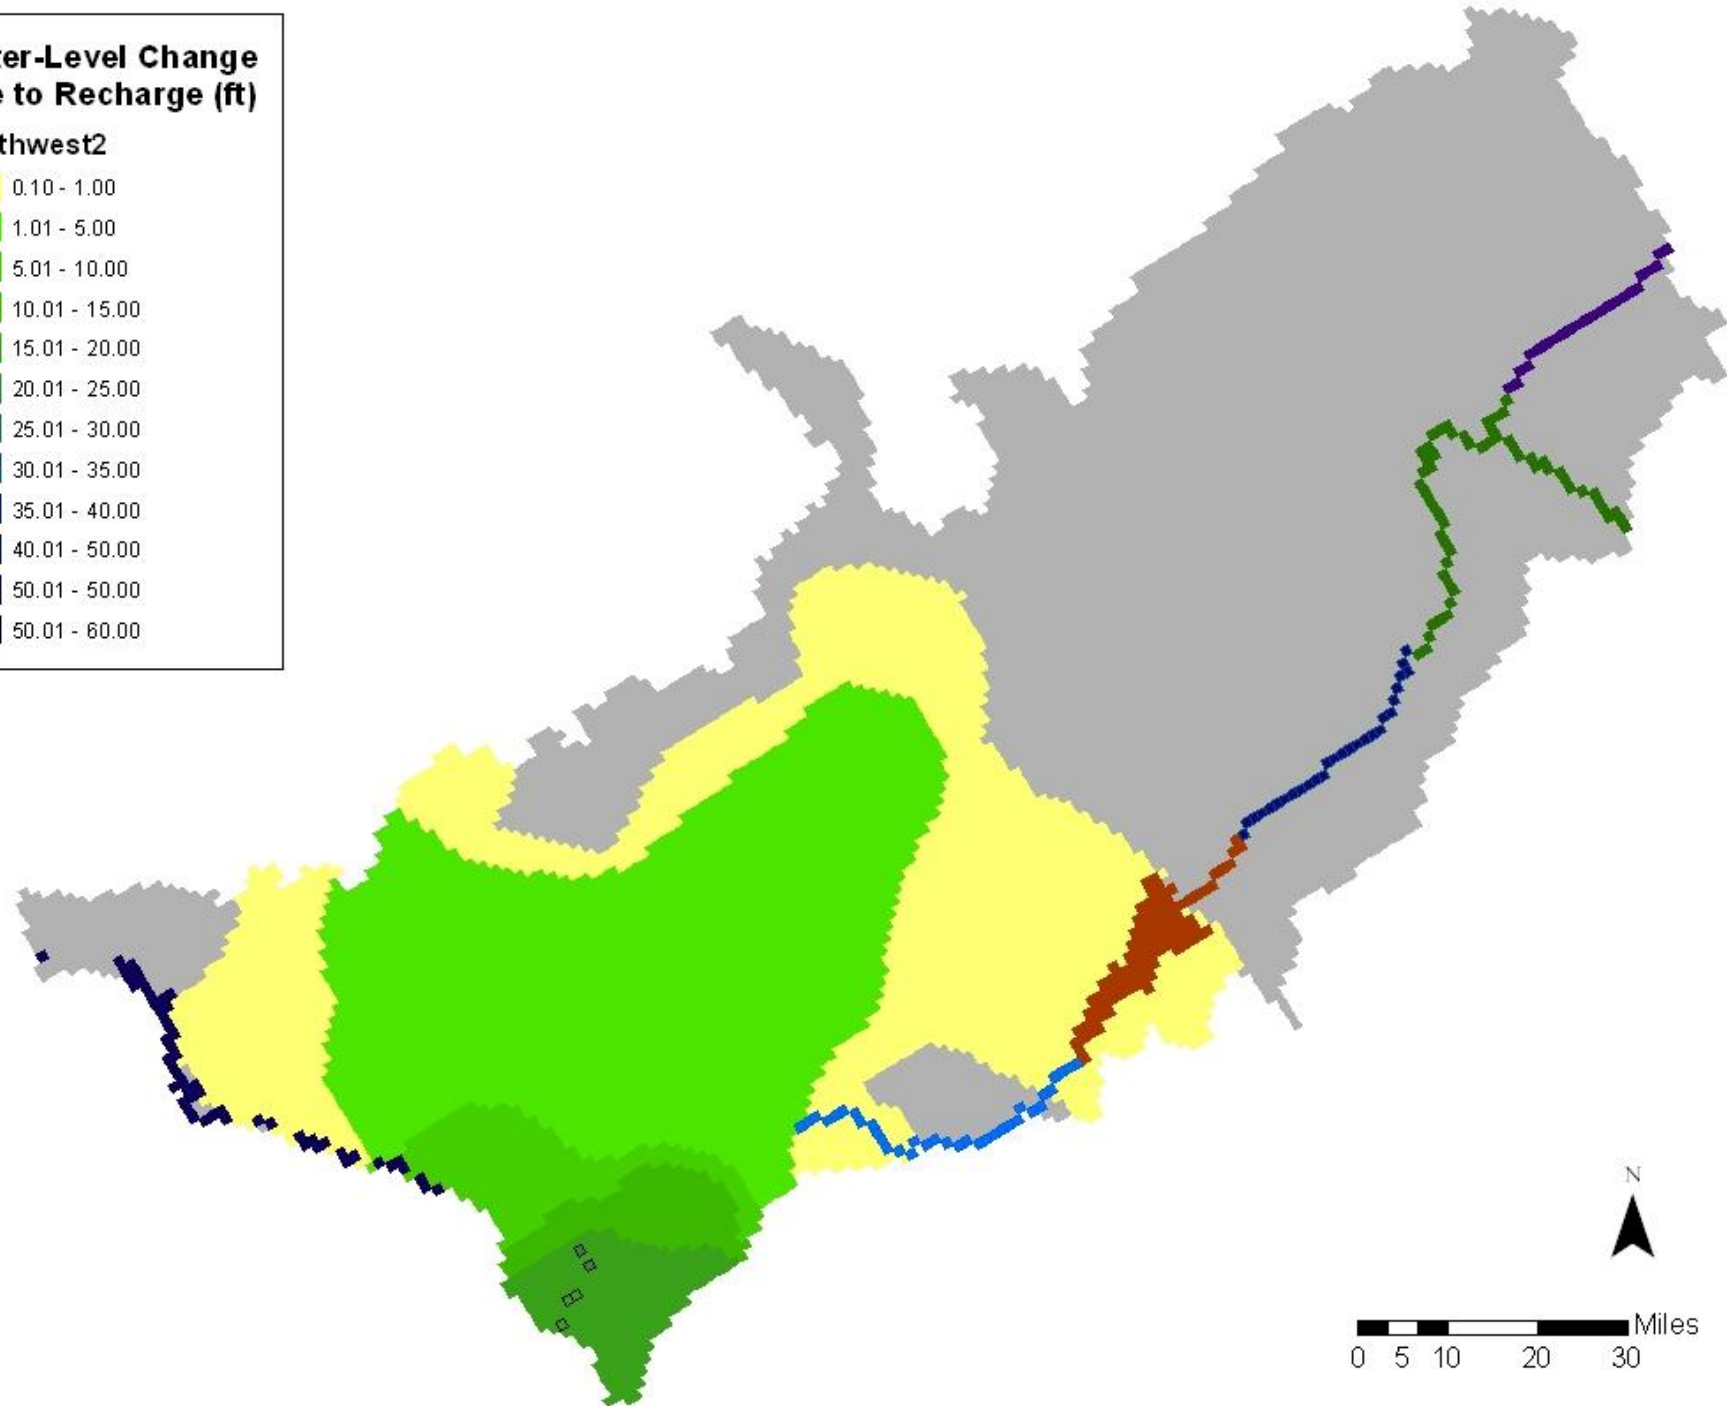 ter-Level Change
e to Recharge (ft)
thwest2
0.10 - 1.00
1.01 - 5.00
5.01 - 10.00
10.01 - 15.00
15.01 - 20.00
20.01 - 25.00
25.01 - 30.00
30.01 - 35.00
35.01 - 40.00
40.01 - 50.00
50.01 - 50.00
50.01 - 60.00
N
Miles
0 5 10 20 30